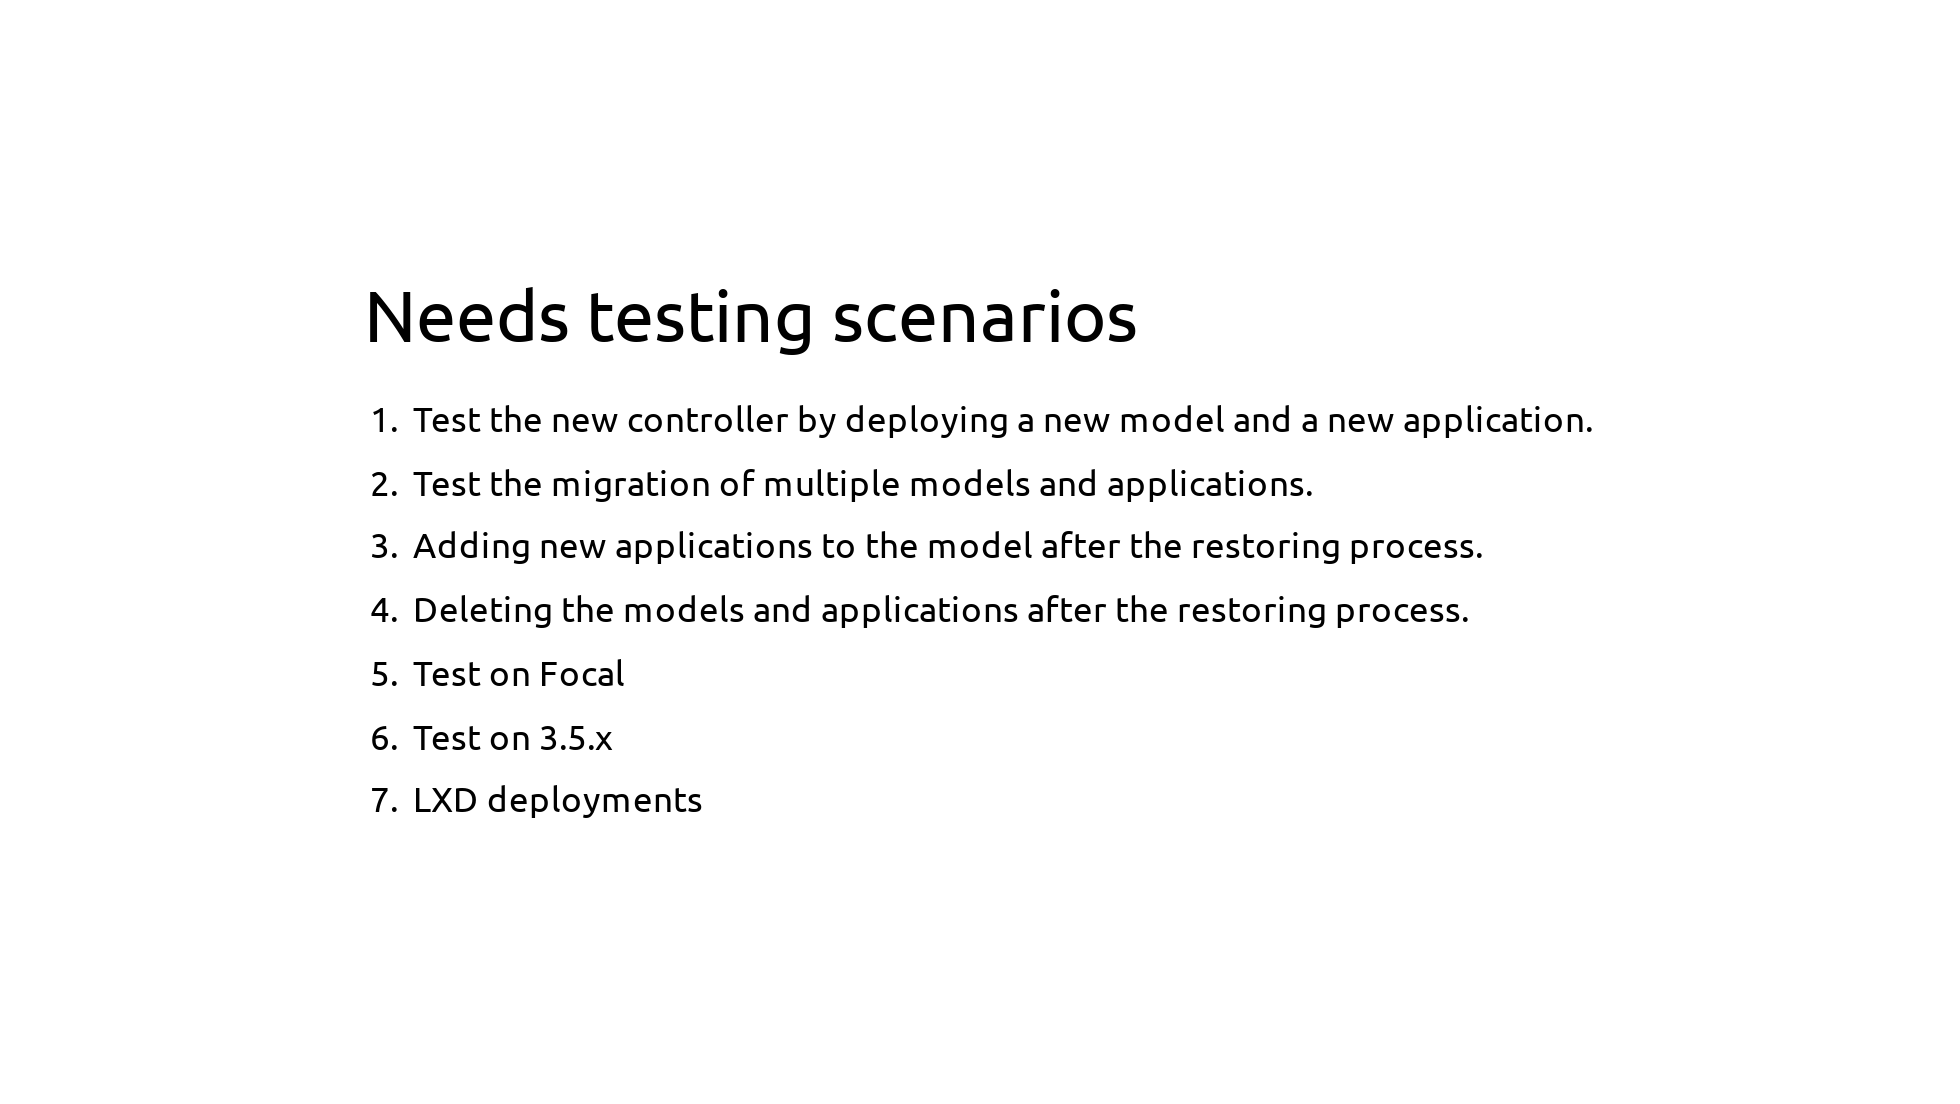 Needs testing scenarios
1. Test the new controller by deploying a new model and a new application.
2. Test the migration of multiple models and applications.
3. Adding new applications to the model after the restoring process.
4. Deleting the models and applications after the restoring process.
5. Test on Focal
6. Test on 3.5.x
7. LXD deployments